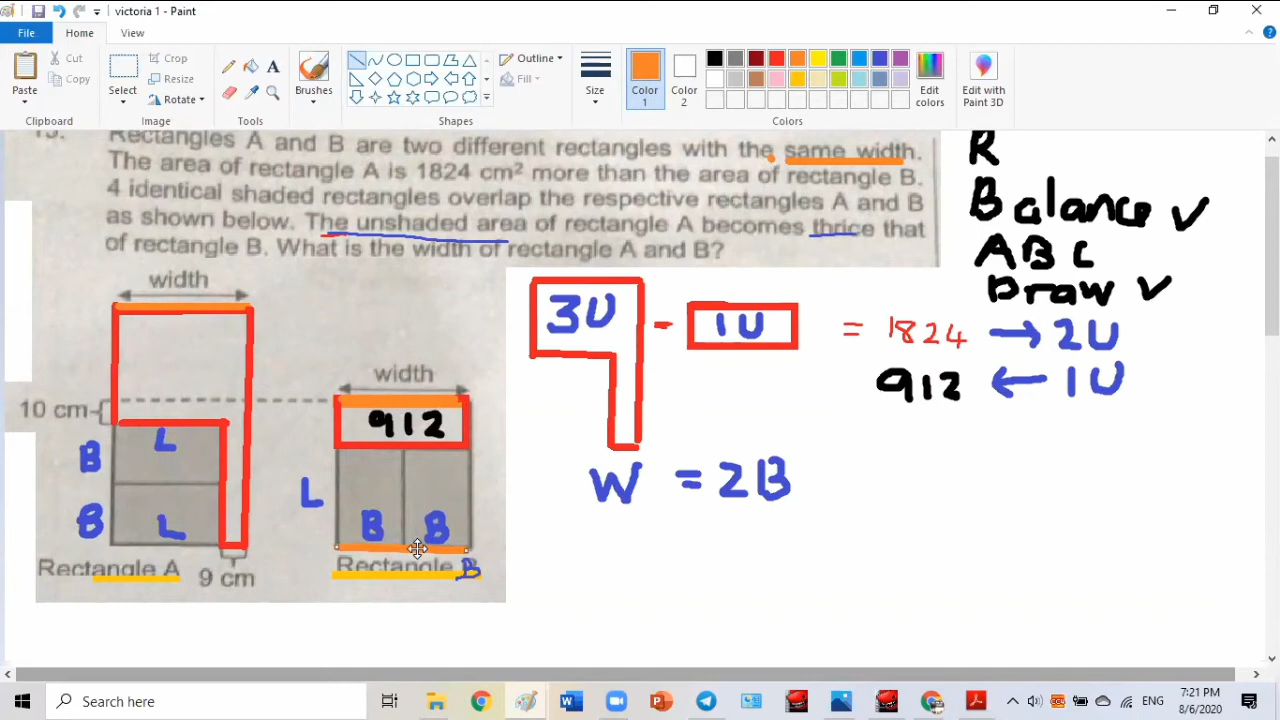 victoria 1 - Paint
File Home View
Paste Cut Copy Clipboard
Select Crop Resize Rotate Image
Tools
Brushes
Outline Fill Shapes
Size
Color 1 Color 2 Edit colors Colors
Edit with Paint 3D
Rectangles A and B are two different rectangles with the same width.
The area of rectangle A is 1824 cm² more than the area of rectangle B.
4 identical shaded rectangles overlap the respective rectangles A and B
as shown below. The unshaded area of rectangle A becomes thrice that
of rectangle B. What is the width of rectangle A and B?
R
Balance ✓
ABC
Draw ✓
width
3U - 1U = 1824 → 2U
912 ← 1U
width
10 cm
912
B L
W = 2B
L
B L
B B
Rectangle A
9 cm
Rectangle B
Type here to search
ENG
7:21 PM
8/6/2020